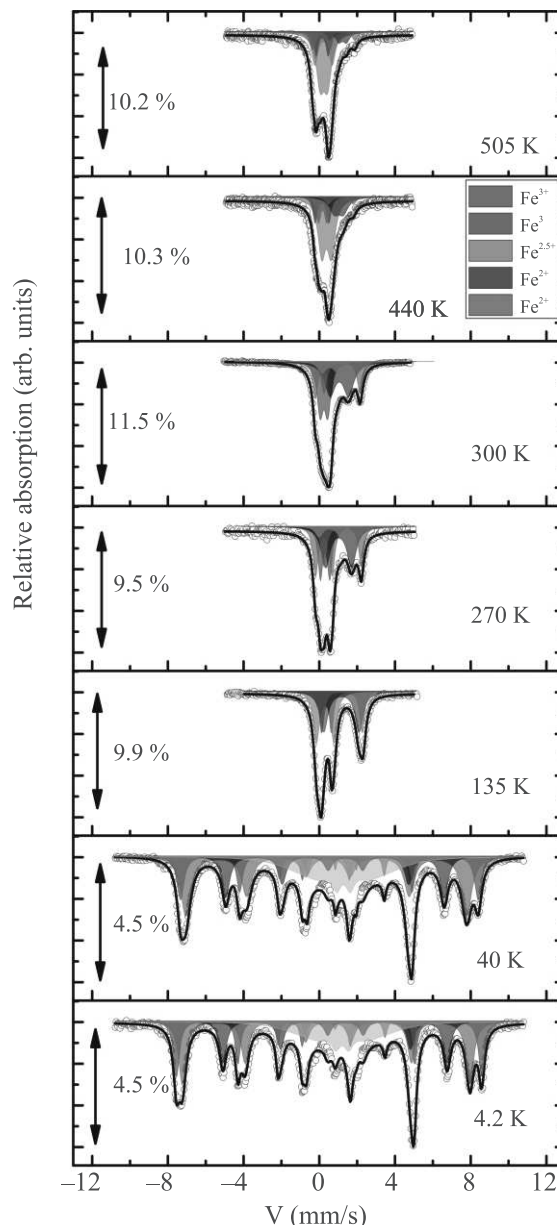 10.2 %
505 K
10.3 %
440 K
Fe3+
Fe3
Fe2.5+
Fe2+
Fe2+
11.5 %
300 K
9.5 %
270 K
9.9 %
135 K
4.5 %
40 K
4.5 %
4.2 K
Relative absorption (arb. units)
–12 –8 –4 0 4 8 12
V (mm/s)